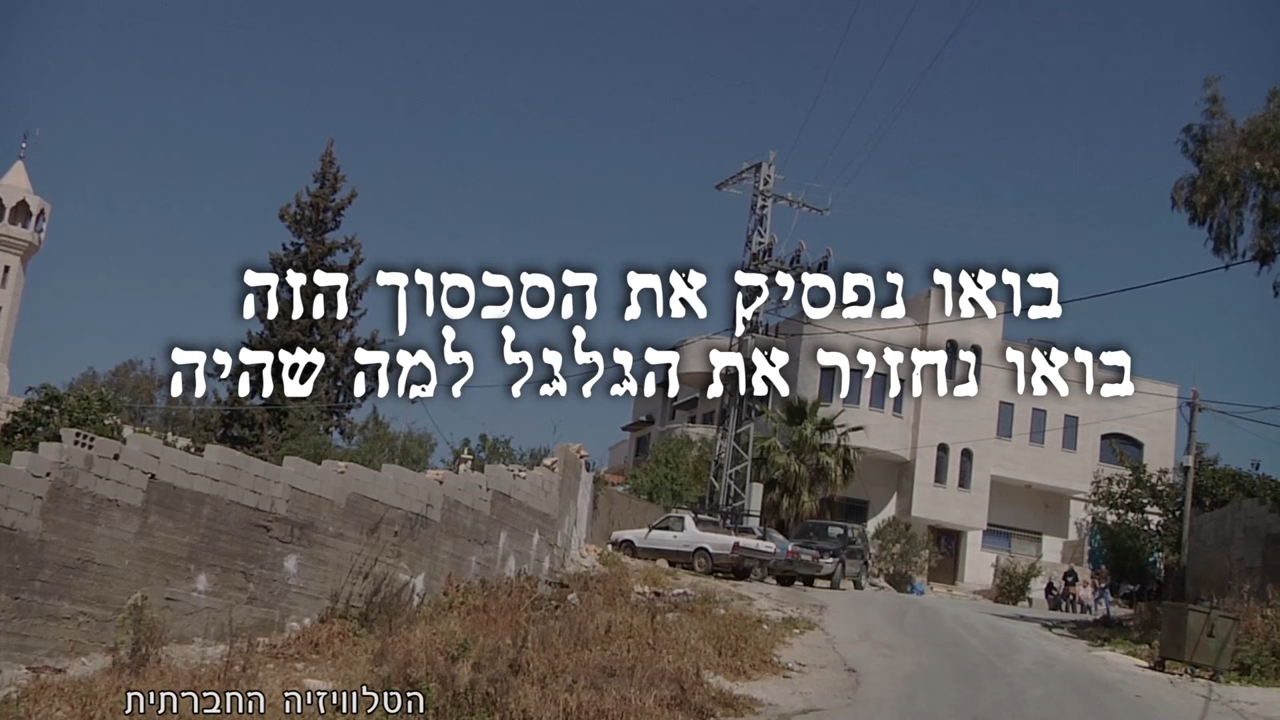 בואו נפסיק את הסכסוך הזה
בואו נחזיר את הגלגל למה שהיה
הטלוויזיה החברתית